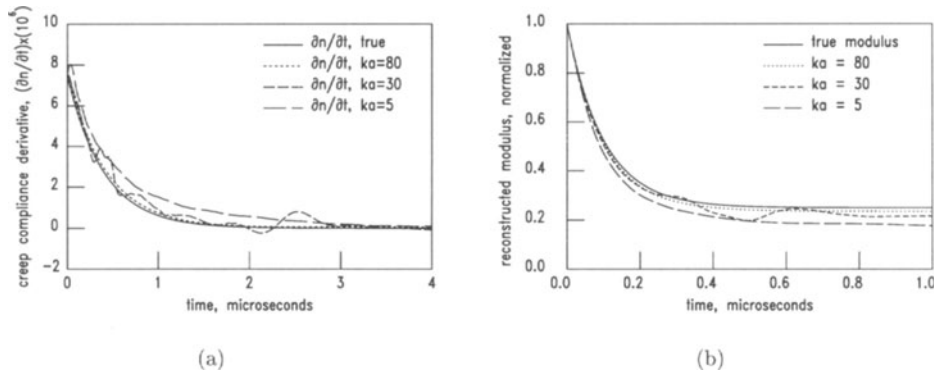 creep compliance derivative, (∂n/∂t)x(10⁶)
10
8
6
4
2
0
-2
∂n/∂t, true
∂n/∂t, ka=80
∂n/∂t, ka=30
∂n/∂t, ka=5
0
1
2
3
4
time, microseconds
(a)
reconstructed modulus, normalized
1.0
0.8
0.6
0.4
0.2
0.0
true modulus
ka = 80
ka = 30
ka = 5
0.0
0.2
0.4
0.6
0.8
1.0
time, microseconds
(b)